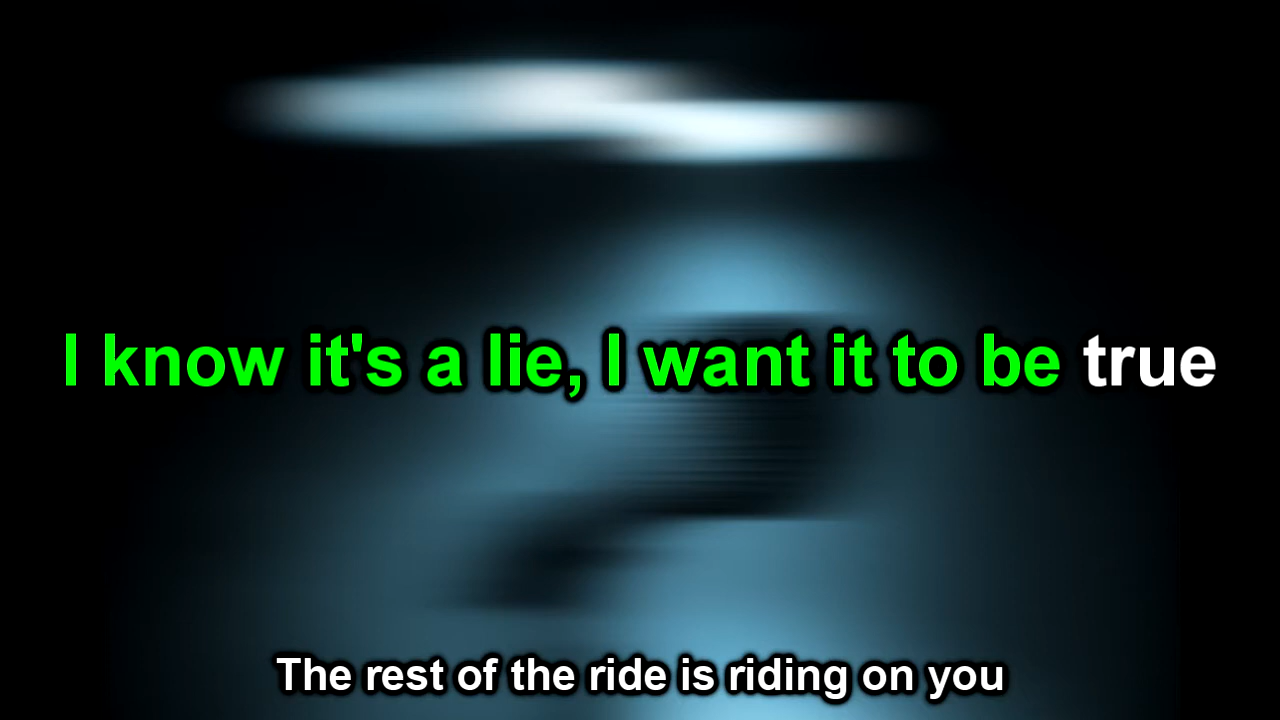 I know it's a lie, I want it to be true
The rest of the ride is riding on you